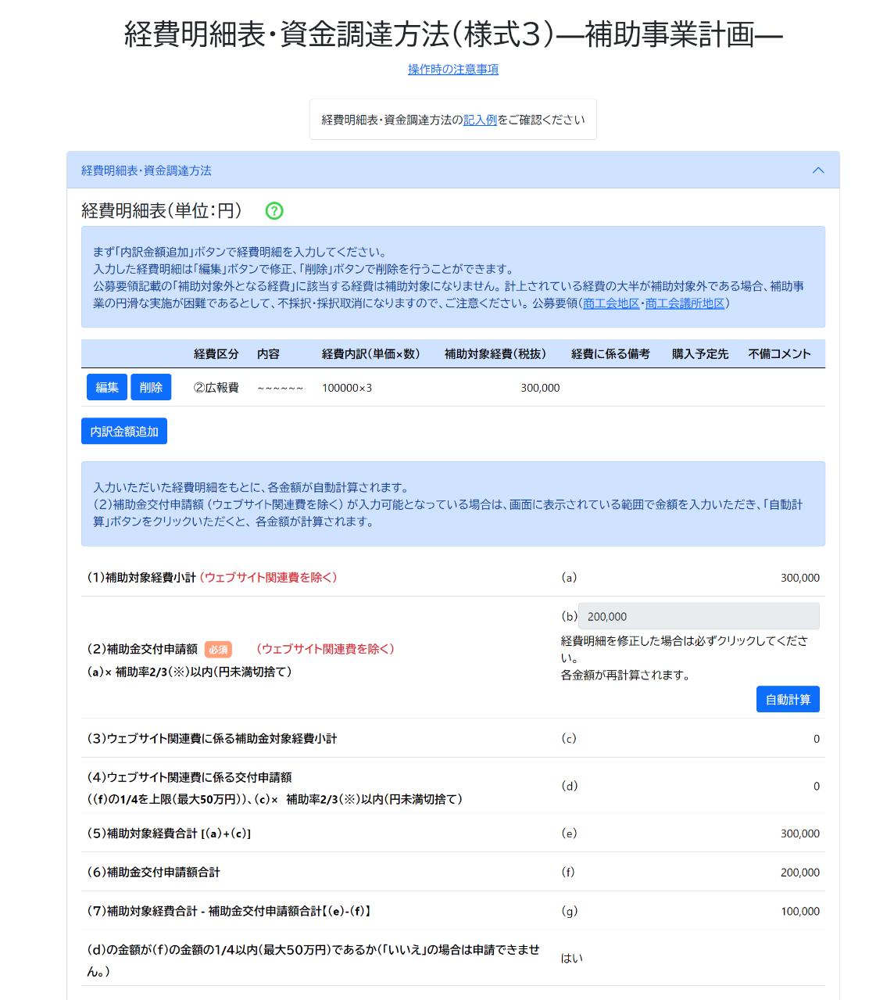 経費明細表・資金調達方法（様式３）―補助事業計画―
操作時の注意事項
経費明細表・資金調達方法の記入例をご確認ください
経費明細表・資金調達方法
経費明細表（単位：円） ?
まず「内訳金額追加」ボタンで経費明細を入力してください。
入力した経費明細は「編集」ボタンで修正、「削除」ボタンで削除を行うことができます。
公募要領記載の「補助対象外となる経費」に該当する経費は補助対象になりません。 計上されている経費の大半が補助対象外である場合、補助事
業の円滑な実施が困難であるとして、不採択・採択取消になりますので、ご注意ください。 公募要領（商工会地区・商工会議所地区）
経費区分 内容 経費内訳（単価×数） 補助対象経費（税抜） 経費に係る備考 購入予定先 不備コメント
編集 削除 ②広報費 ~~~~~~ 100000×3 300,000
内訳金額追加
入力いただいた経費明細をもとに、各金額が自動計算されます。
（２）補助金交付申請額 （ウェブサイト関連費を除く） が入力可能となっている場合は、画面に表示されている範囲で金額を入力いただき、「自動計
算」ボタンをクリックいただくと、 各金額が計算されます。
（１）補助対象経費小計 （ウェブサイト関連費を除く） （a） 300,000
（２）補助金交付申請額 必須 （ウェブサイト関連費を除く）
（a）× 補助率2/3（※）以内（円未満切捨て）
（b） 200,000
経費明細を修正した場合は必ずクリックしてくださ
い。
各金額が再計算されます。
自動計算
（３）ウェブサイト関連費に係る補助金対象経費小計 （c） 0
（４）ウェブサイト関連費に係る交付申請額
（（f）の1/4を上限（最大50万円））、（c）× 補助率2/3（※）以内（円未満切捨て）
（d） 0
（５）補助対象経費合計 [（a）+（c）] （e） 300,000
（６）補助金交付申請額合計 （f） 200,000
（７）補助対象経費合計 - 補助金交付申請額合計【（e）-（f）】 （g） 100,000
（ｄ）の金額が（ｆ）の金額の１/４以内（最大５０万円）であるか（「いいえ」の場合は申請できませ
ん。）
はい